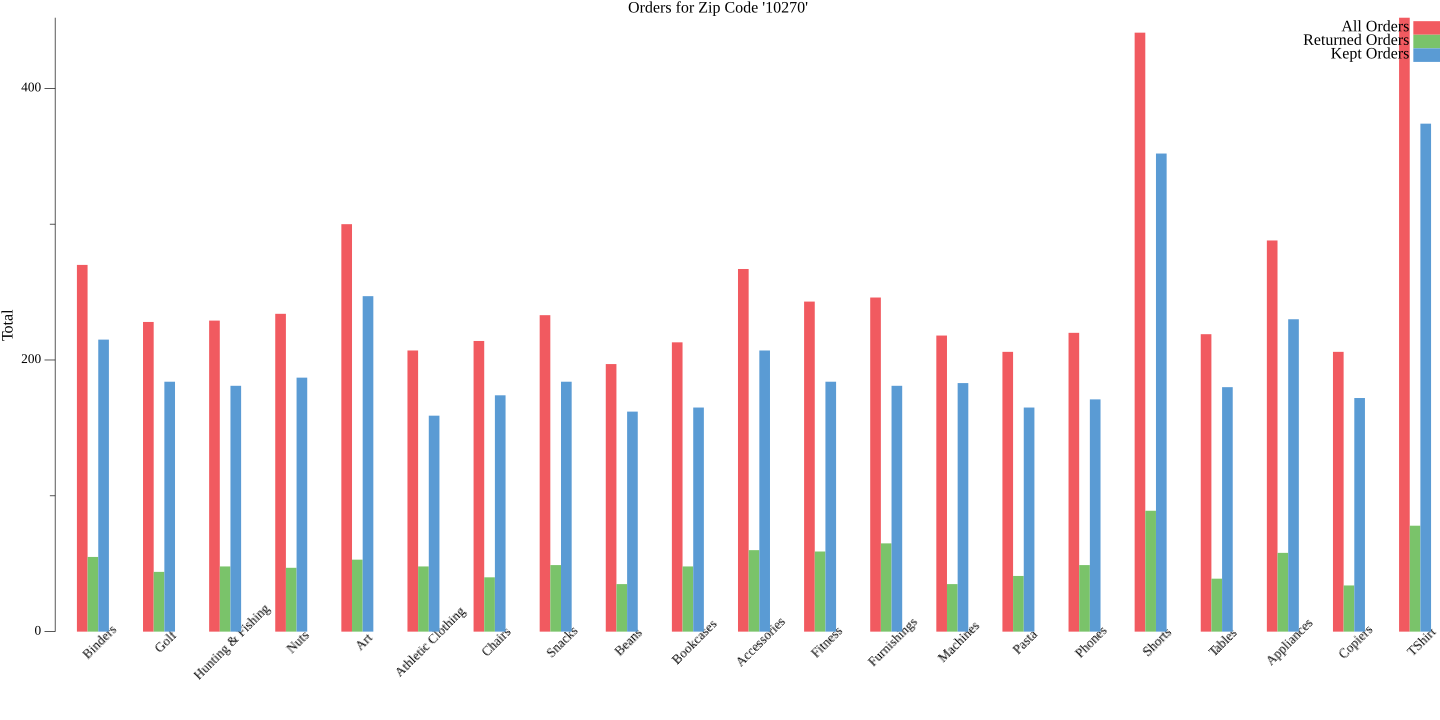 Orders for Zip Code '10270'
All Orders
Returned Orders
Kept Orders
Total
400
200
0
Binders
Golf
Hunting & Fishing
Nuts
Art
Athletic Clothing
Chairs
Snacks
Beans
Bookcases
Accessories
Fitness
Furnishings
Machines
Pasta
Phones
Shorts
Tables
Appliances
Copiers
TShirt